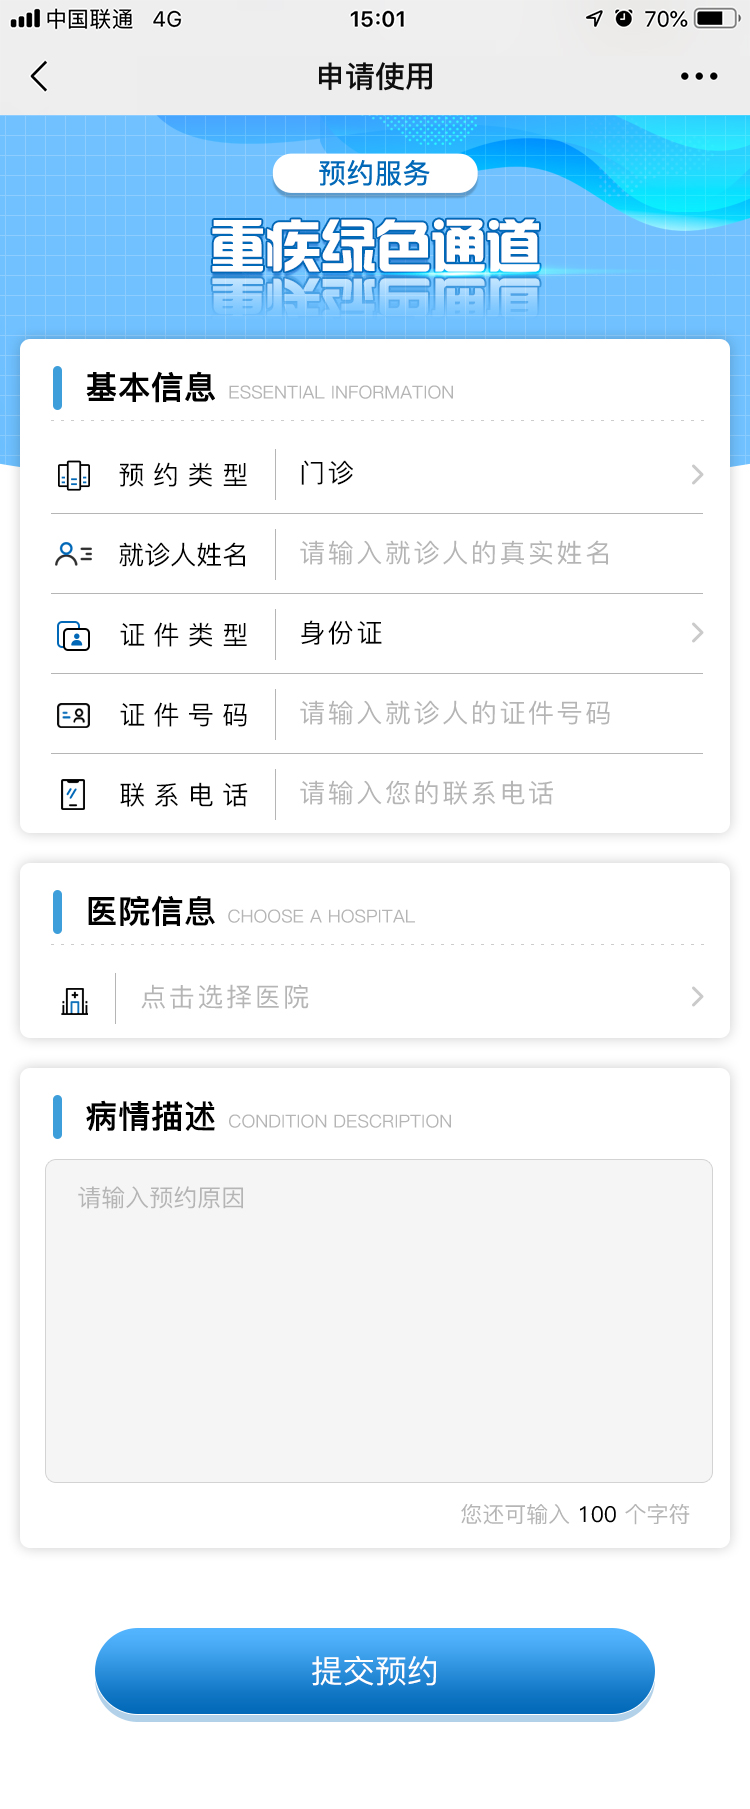 中国联通 4G 15:01 70%
申请使用
预约服务
重疾绿色通道
基本信息 ESSENTIAL INFORMATION
预约类型 门诊
就诊人姓名 请输入就诊人的真实姓名
证件类型 身份证
证件号码 请输入就诊人的证件号码
联系电话 请输入您的联系电话
医院信息 CHOOSE A HOSPITAL
点击选择医院
病情描述 CONDITION DESCRIPTION
请输入预约原因
您还可输入 100 个字符
提交预约